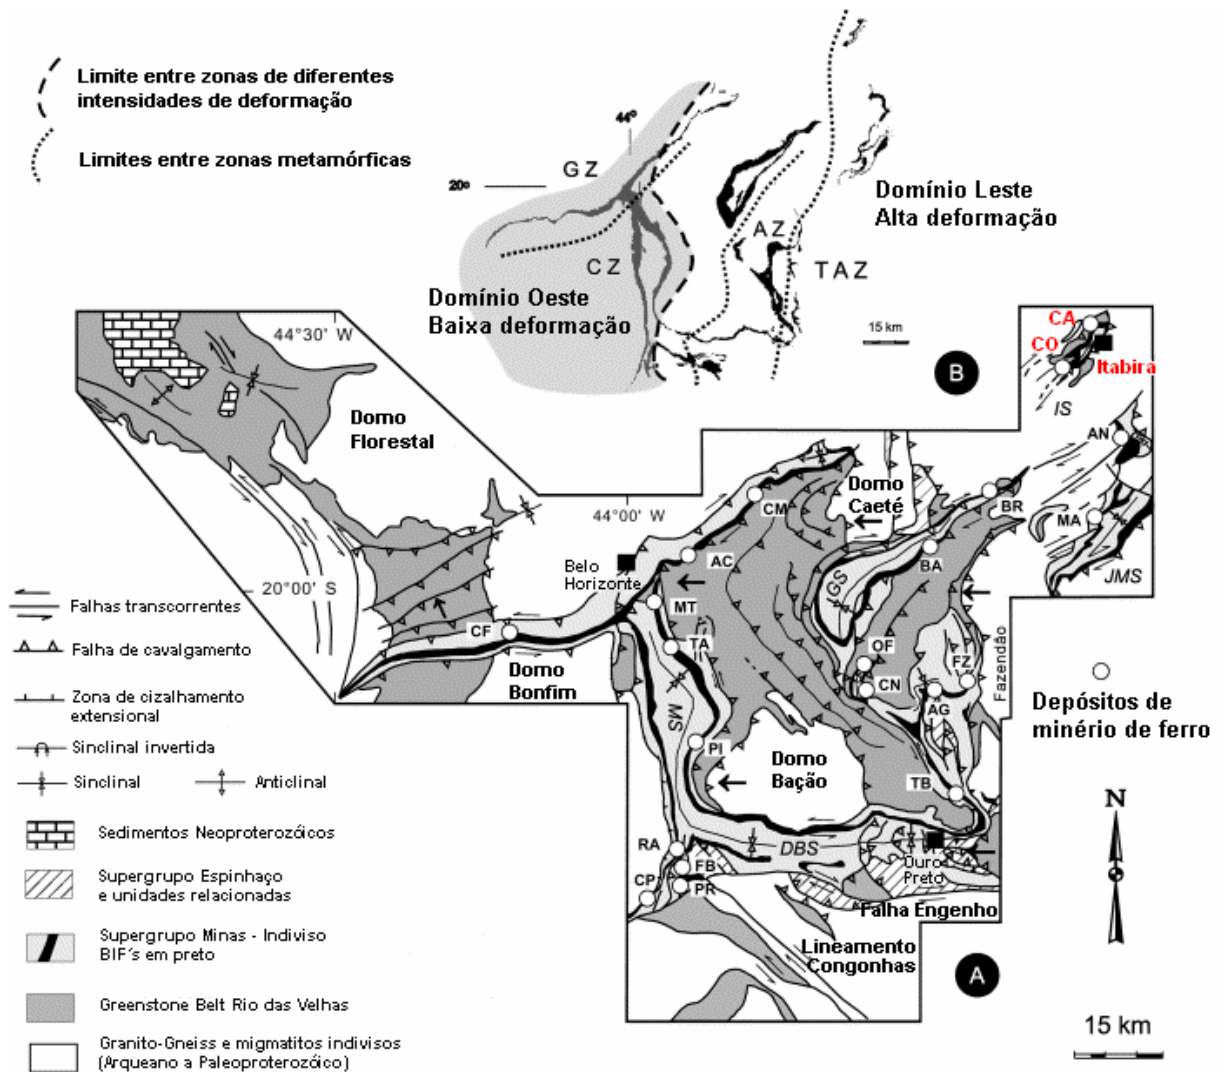 Limite entre zonas de diferentes
intensidades de deformação
Limites entre zonas metamórficas
44º
20º
GZ
CZ
AZ
TAZ
Domínio Leste
Alta deformação
Domínio Oeste
Baixa deformação
15 km
B
44°30' W
Domo
Florestal
CA
CO
Itabira
IS
AN
Domo
Caeté
BR
MA
JMS
44°00' W
CM
Belo
Horizonte
AC
BA
IGS
20°00' S
MT
CF
TA
OF
FZ
Fazendão
CN
AG
Domo
Bonfim
MS
PI
Domo
Bação
TB
RA
DBS
Ouro
Preto
FB
CP
PR
Falha Engenho
Lineamento
Congonhas
A
Falhas transcorrentes
Falha de cavalgamento
Zona de cizalhamento
extensional
Sinclinal invertida
Sinclinal
Anticlinal
Sedimentos Neoproterozóicos
Supergrupo Espinhaço
e unidades relacionadas
Supergrupo Minas - Indiviso
BIF's em preto
Greenstone Belt Rio das Velhas
Granito-Gneiss e migmatitos indivisos
(Arqueano a Paleoproterozóico)
Depósitos de
minério de ferro
N
15 km